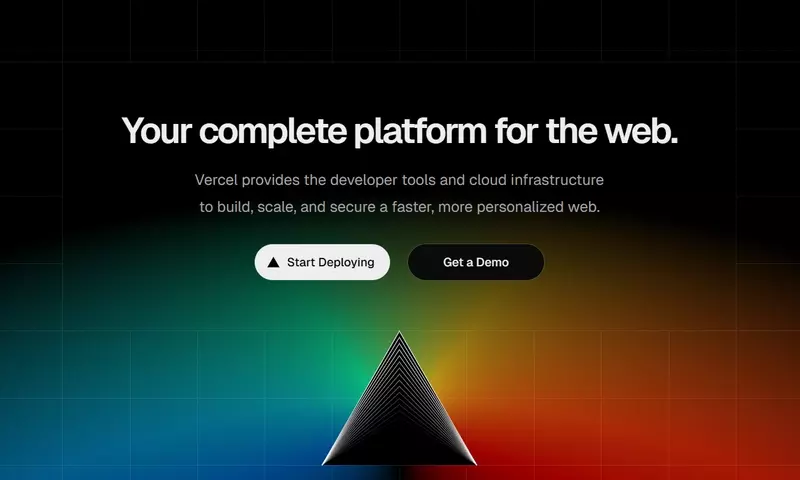 Your complete platform for the web.
Vercel provides the developer tools and cloud infrastructure
to build, scale, and secure a faster, more personalized web.
Start Deploying
Get a Demo